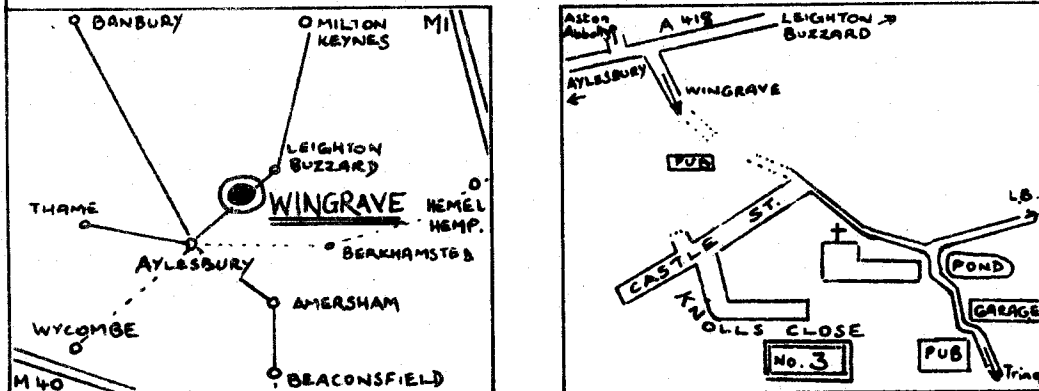 BANBURY
MILTON
KEYNES
M1
LEIGHTON
BUZZARD
WINGRAVE
THAME
HEMEL
HEMP.
AYLESBURY
BERKHAMSTED
AMERSHAM
WYCOMBE
M40
BEACONSFIELD
Aston
Abbotts
A 418
LEIGHTON
BUZZARD
AYLESBURY
WINGRAVE
PUB
CASTLE ST.
L.B.
POND
KNOLLS CLOSE
GARAGE
No. 3
PUB
Tring